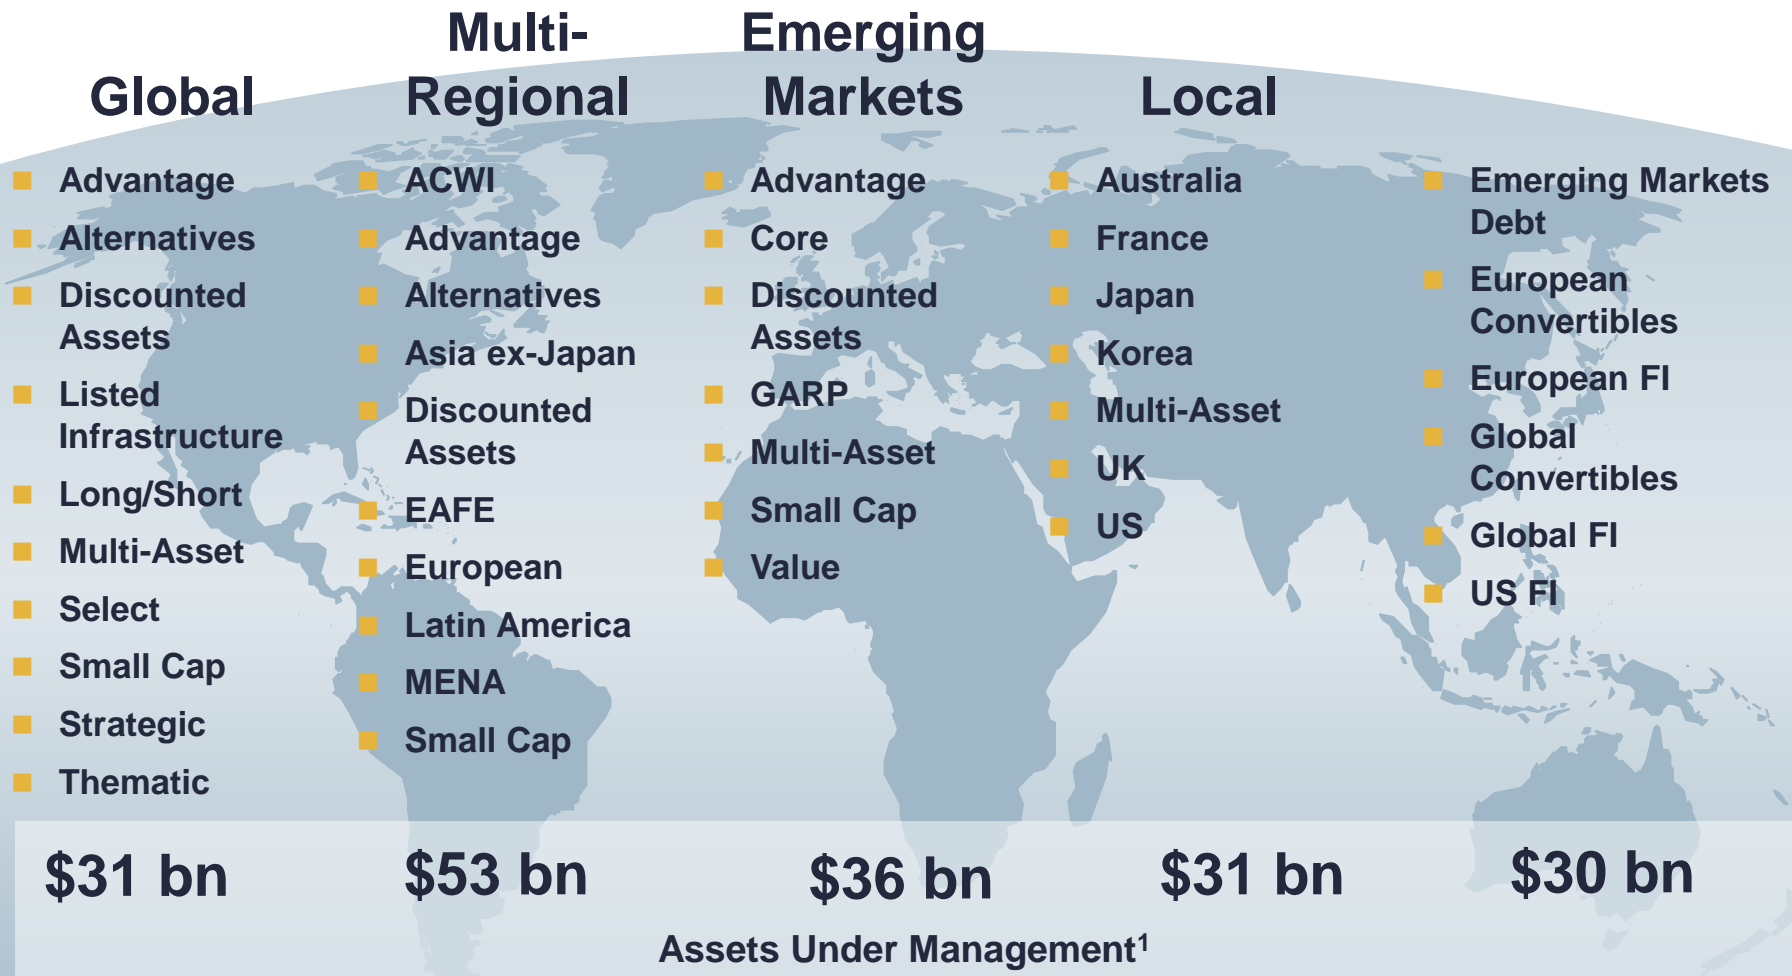 Global
Advantage
Alternatives
Discounted
Assets
Listed
Infrastructure
Long/Short
Multi-Asset
Select
Small Cap
Strategic
Thematic
$31 bn
Multi-
Regional
ACWI
Advantage
Alternatives
Asia ex-Japan
Discounted
Assets
EAFE
European
Latin America
MENA
Small Cap
$53 bn
Emerging
Markets
Advantage
Core
Discounted
Assets
GARP
Multi-Asset
Small Cap
Value
$36 bn
Local
Australia
France
Japan
Korea
Multi-Asset
UK
US
$31 bn
Emerging Markets
Debt
European
Convertibles
European FI
Global
Convertibles
Global FI
US FI
$30 bn
Assets Under Management¹